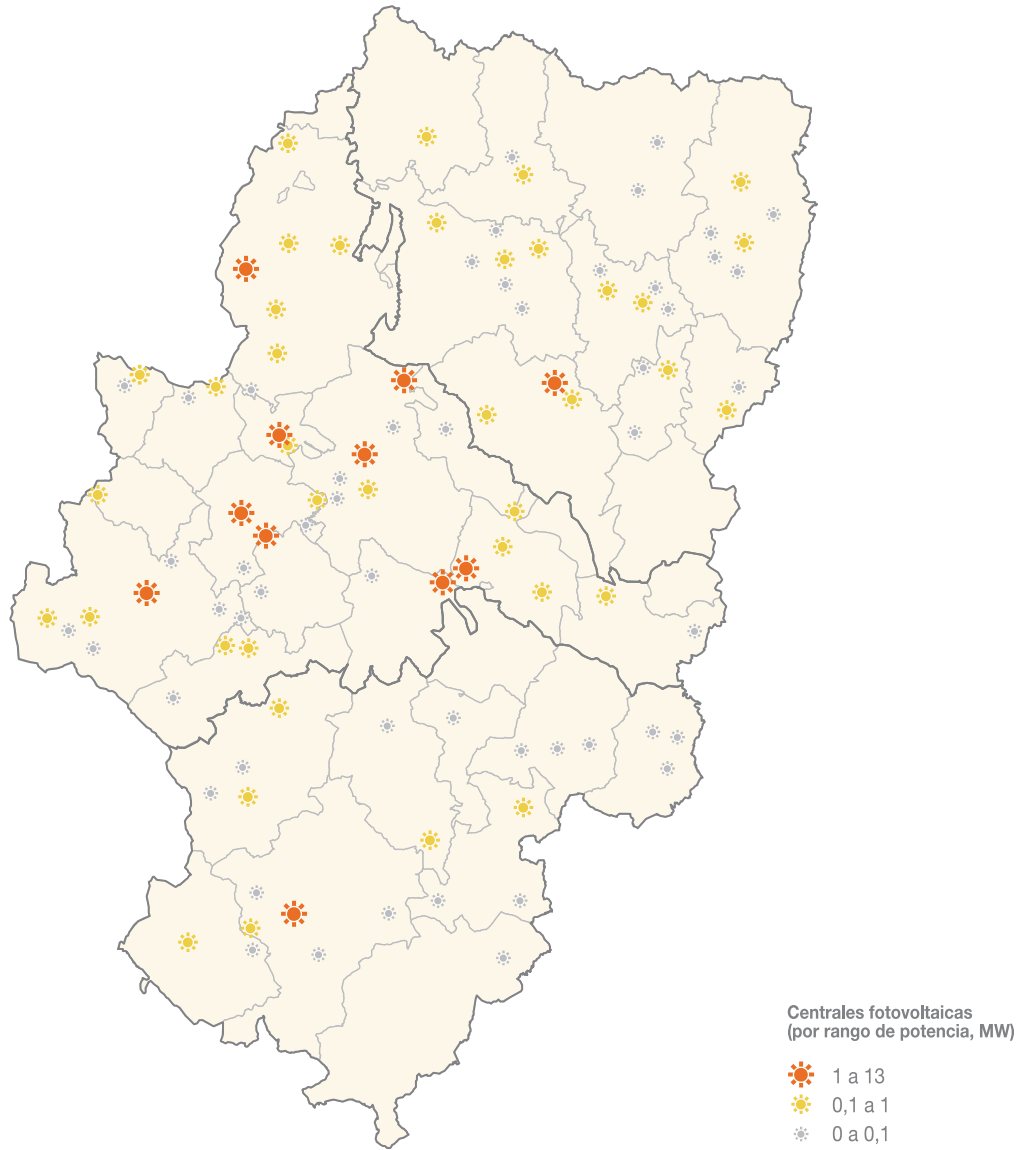 Centrales fotovoltaicas
(por rango de potencia, MW)
1 a 13
0,1 a 1
0 a 0,1